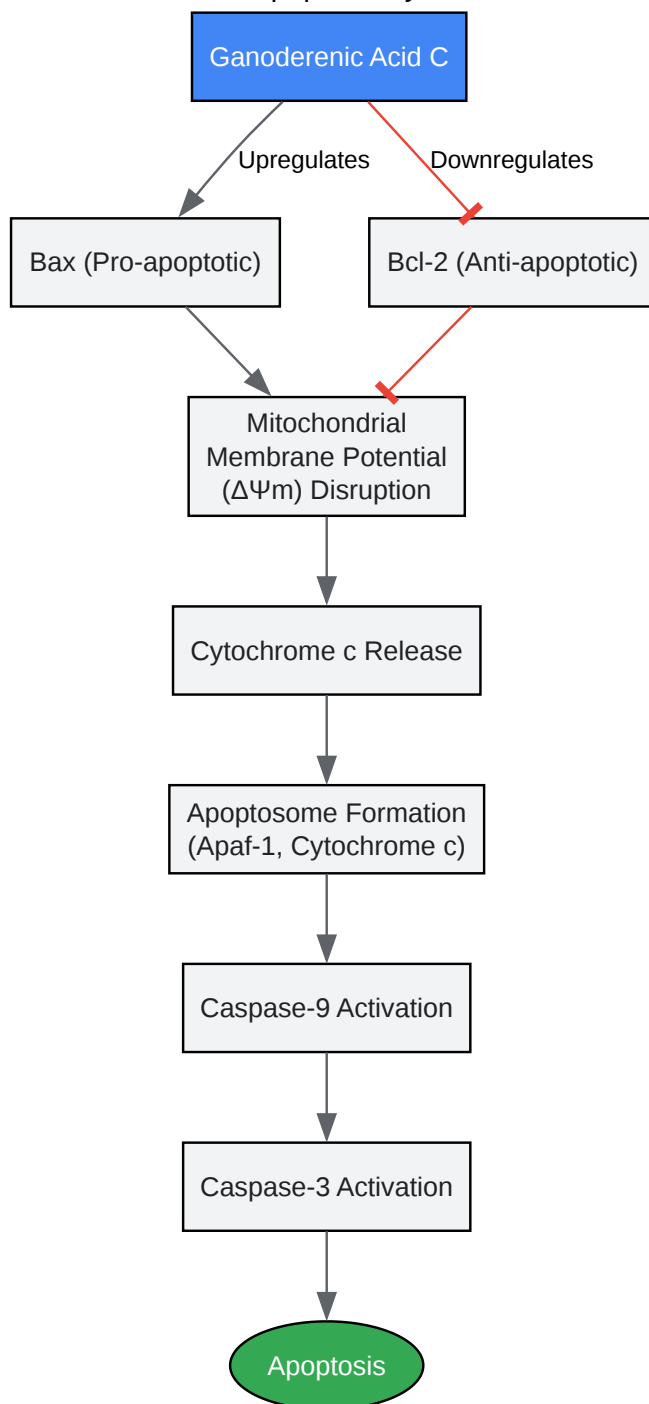 Ganoderenic Acid C
Upregulates
Downregulates
Bax (Pro-apoptotic)
Bcl-2 (Anti-apoptotic)
Mitochondrial
Membrane Potential
(ΔΨm) Disruption
Cytochrome c Release
Apoptosome Formation
(Apaf-1, Cytochrome c)
Caspase-9 Activation
Caspase-3 Activation
Apoptosis